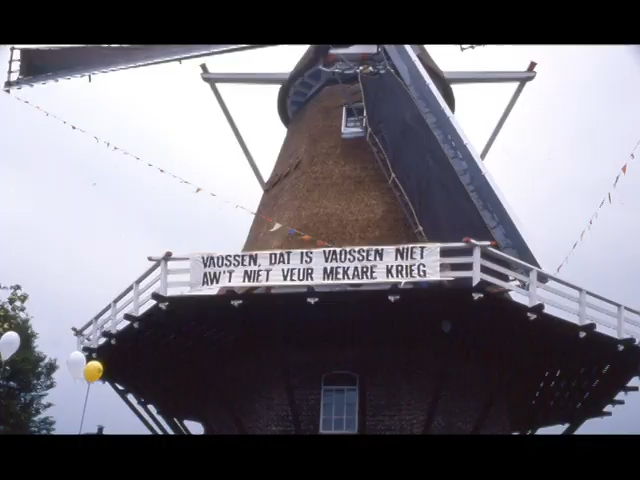 VAOSSEN, DAT IS VAOSSEN NIET
AW'T NIET VEUR MEKARE KRIEG